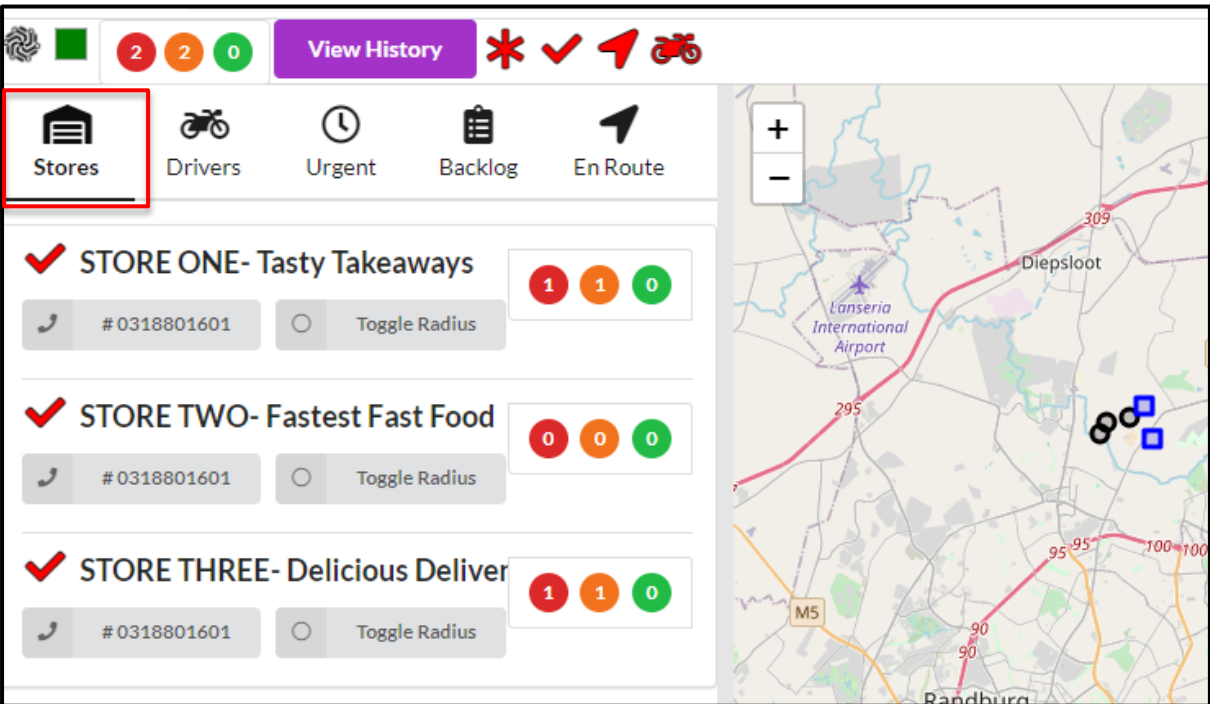 2 2 0 View History
Stores Drivers Urgent Backlog En Route
STORE ONE- Tasty Takeaways
1 1 0
# 0318801601 Toggle Radius
STORE TWO- Fastest Fast Food
0 0 0
# 0318801601 Toggle Radius
STORE THREE- Delicious Deliver
1 1 0
# 0318801601 Toggle Radius
+
−
309
Diepsloot
Lanseria
International
Airport
295
95 95 100 100
M5
90
90
Randburg